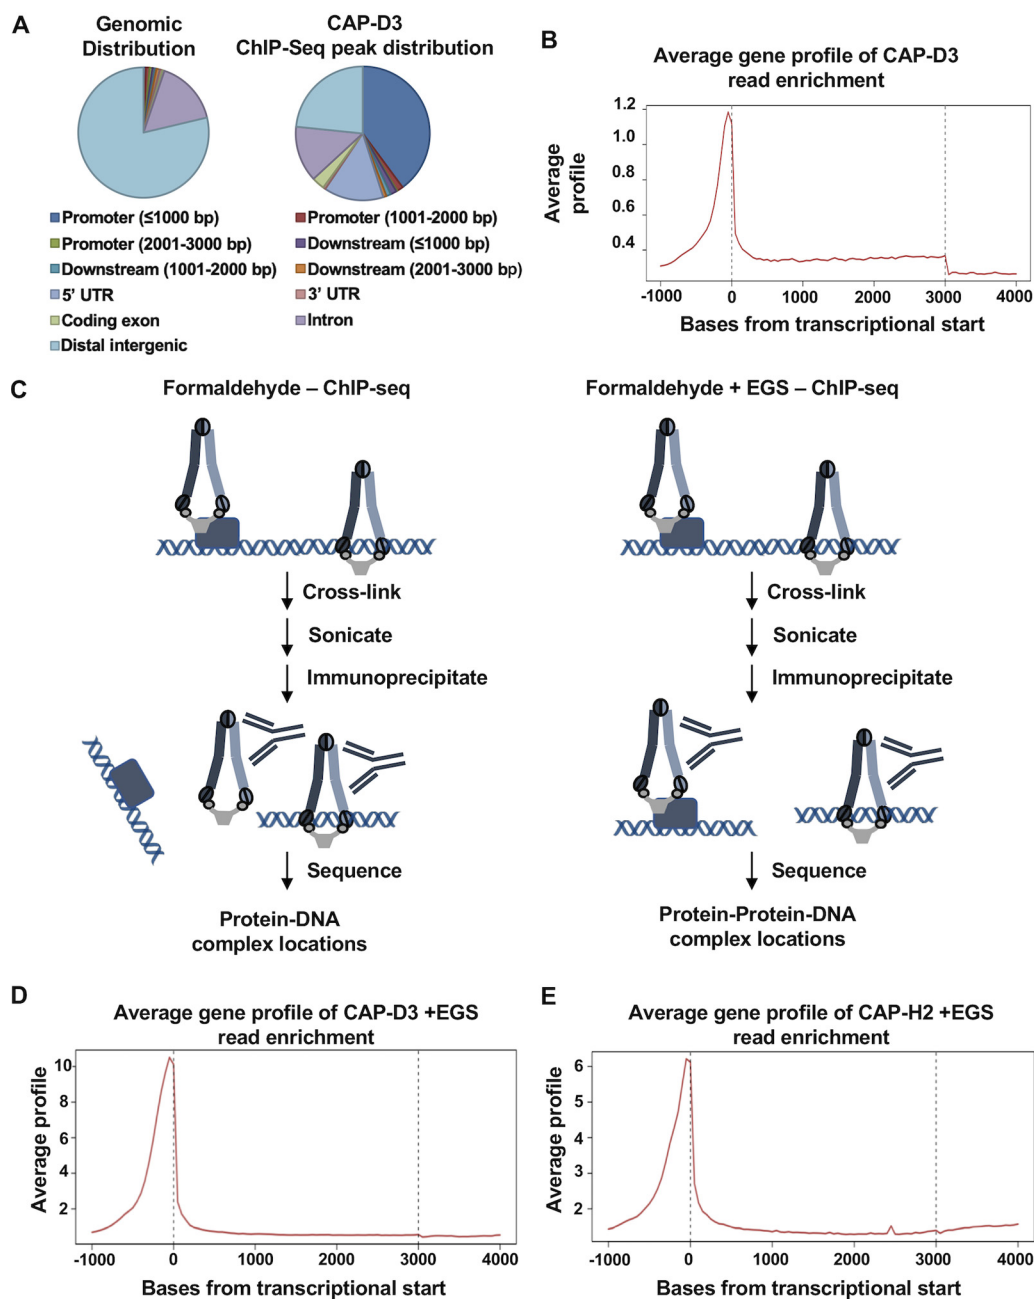 A
Genomic
Distribution
CAP-D3
ChIP-Seq peak distribution
Promoter (≤1000 bp)
Promoter (1001-2000 bp)
Promoter (2001-3000 bp)
Downstream (≤1000 bp)
Downstream (1001-2000 bp)
Downstream (2001-3000 bp)
5' UTR
3' UTR
Coding exon
Intron
Distal intergenic
B
Average gene profile of CAP-D3
read enrichment
Average
profile
1.2
1.0
0.8
0.6
0.4
-1000 0 1000 2000 3000 4000
Bases from transcriptional start
C
Formaldehyde – ChIP-seq
Cross-link
Sonicate
Immunoprecipitate
Sequence
Protein-DNA
complex locations
Formaldehyde + EGS – ChIP-seq
Cross-link
Sonicate
Immunoprecipitate
Sequence
Protein-Protein-DNA
complex locations
D
Average gene profile of CAP-D3 +EGS
read enrichment
Average profile
10
8
6
4
2
-1000 0 1000 2000 3000 4000
Bases from transcriptional start
E
Average gene profile of CAP-H2 +EGS
read enrichment
Average profile
6
5
4
3
2
-1000 0 1000 2000 3000 4000
Bases from transcriptional start